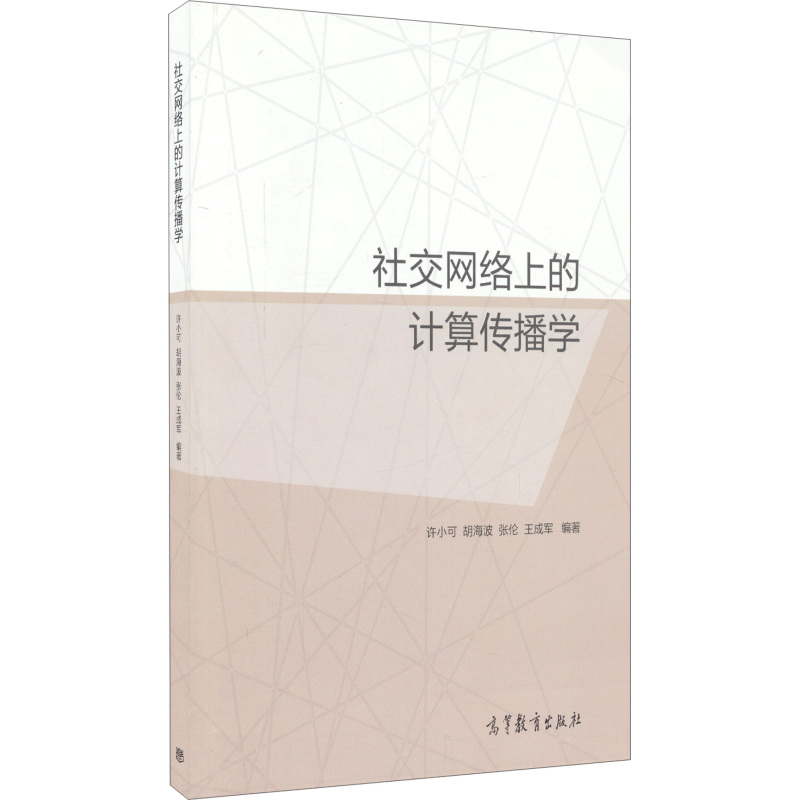 社交网络上的计算传播学
许小可 胡海波 张伦 王成军 编著
社交网络上的
计算传播学
许小可 胡海波 张伦 王成军 编著
高等教育出版社